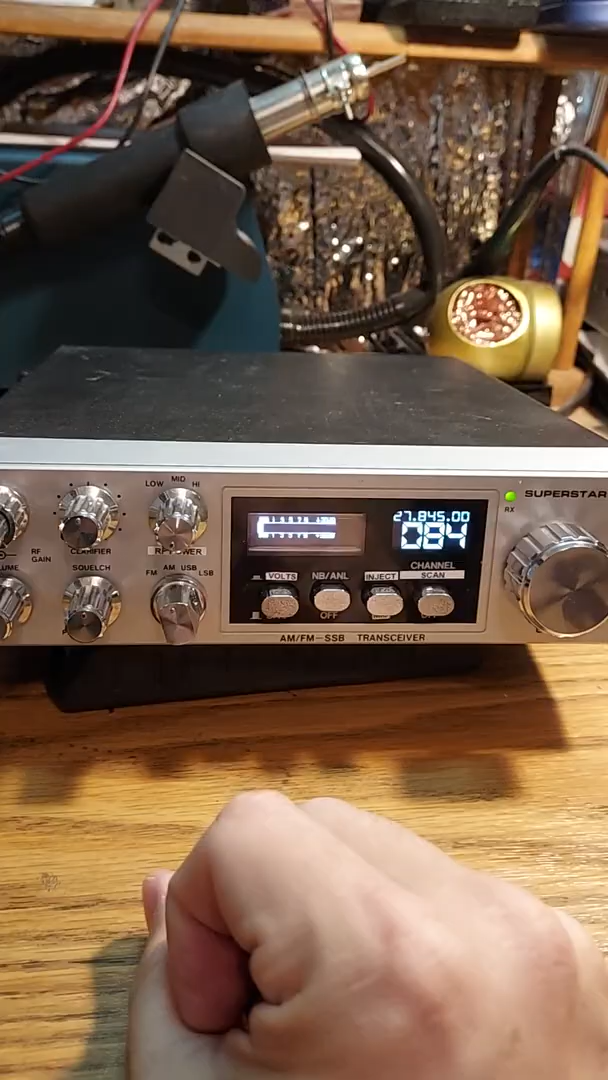 LOW MID HI
27.845.00
084
SUPERSTAR
RX
RF
GAIN
CLARIFIER
RF POWER
CHANNEL
VOLTS NB/ANL INJECT SCAN
SQUELCH
FM AM USB LSB
OFF
AM/FM-SSB TRANSCEIVER